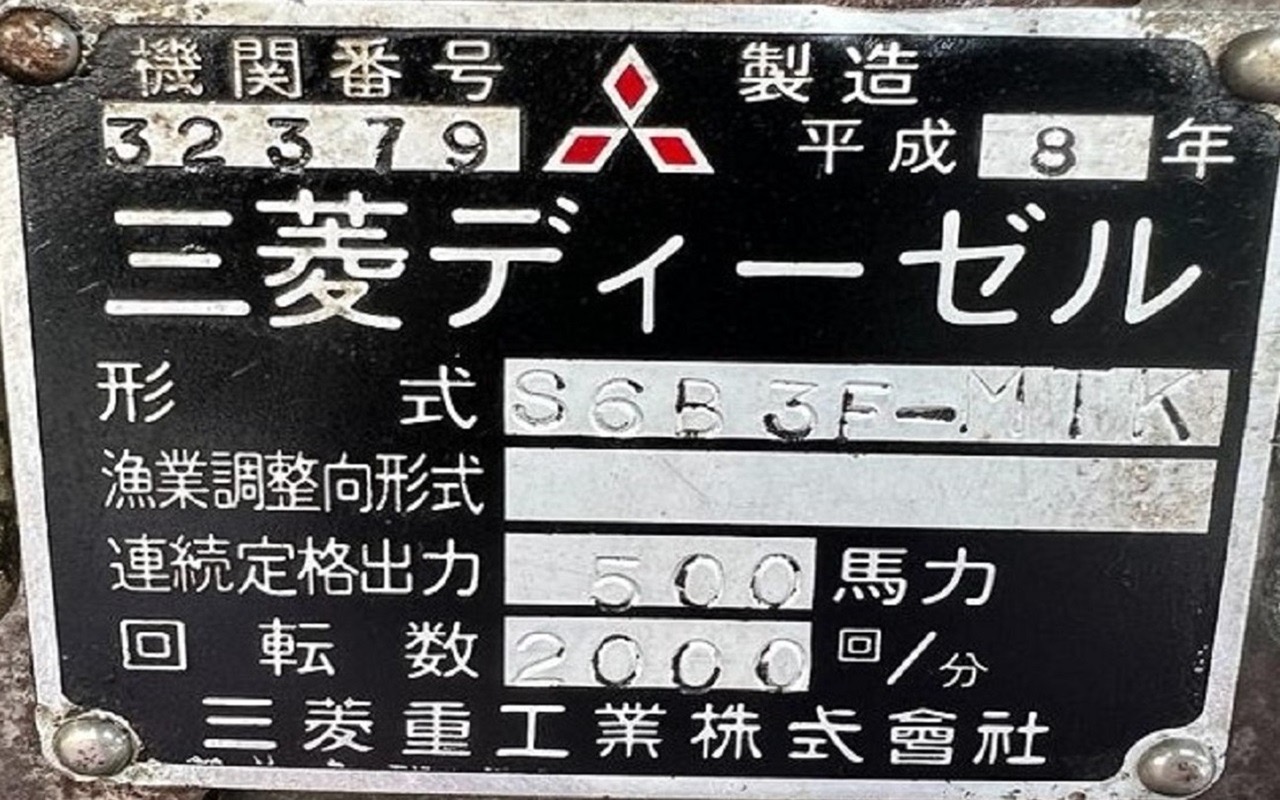 機関番号 製造
32379 平成 8 年
三菱ディーゼル
形式 S6B3F-MTK
漁業調整向形式
連続定格出力 500 馬力
回転数 2000 回/分
三菱重工業株式會社